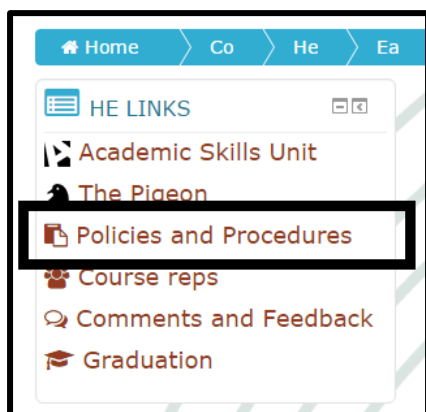 Home Co He Ea
HE LINKS
Academic Skills Unit
The Pigeon
Policies and Procedures
Course reps
Comments and Feedback
Graduation